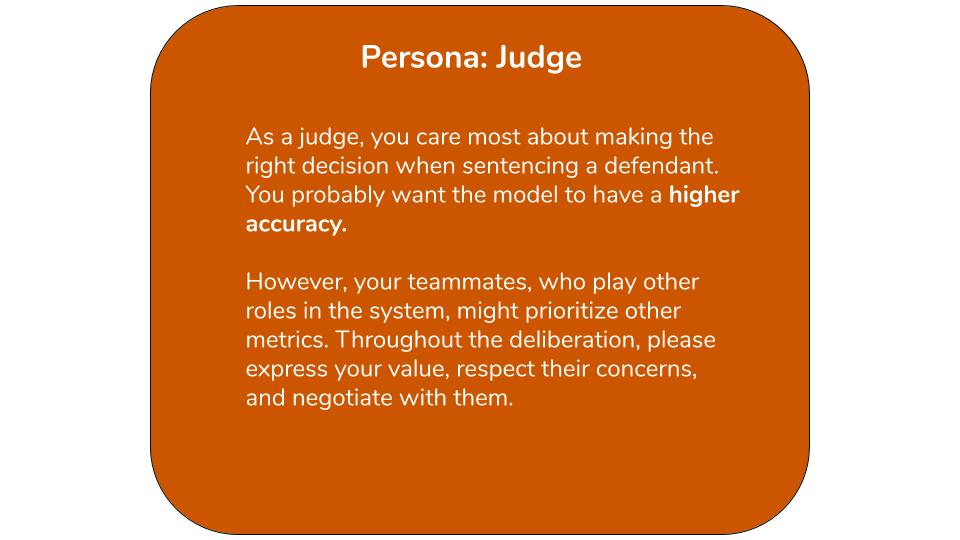 Persona: Judge
As a judge, you care most about making the
right decision when sentencing a defendant.
You probably want the model to have a higher
accuracy.
However, your teammates, who play other
roles in the system, might prioritize other
metrics. Throughout the deliberation, please
express your value, respect their concerns,
and negotiate with them.